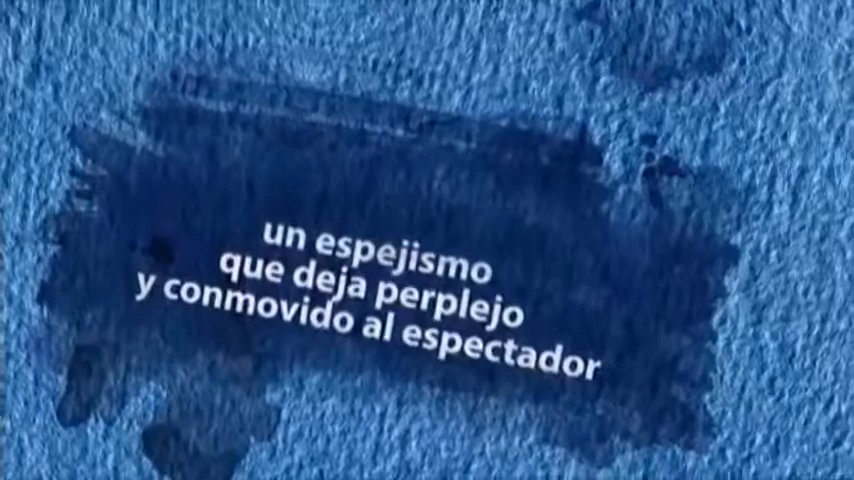 un espejismo
que deja perplejo
y conmovido al espectador